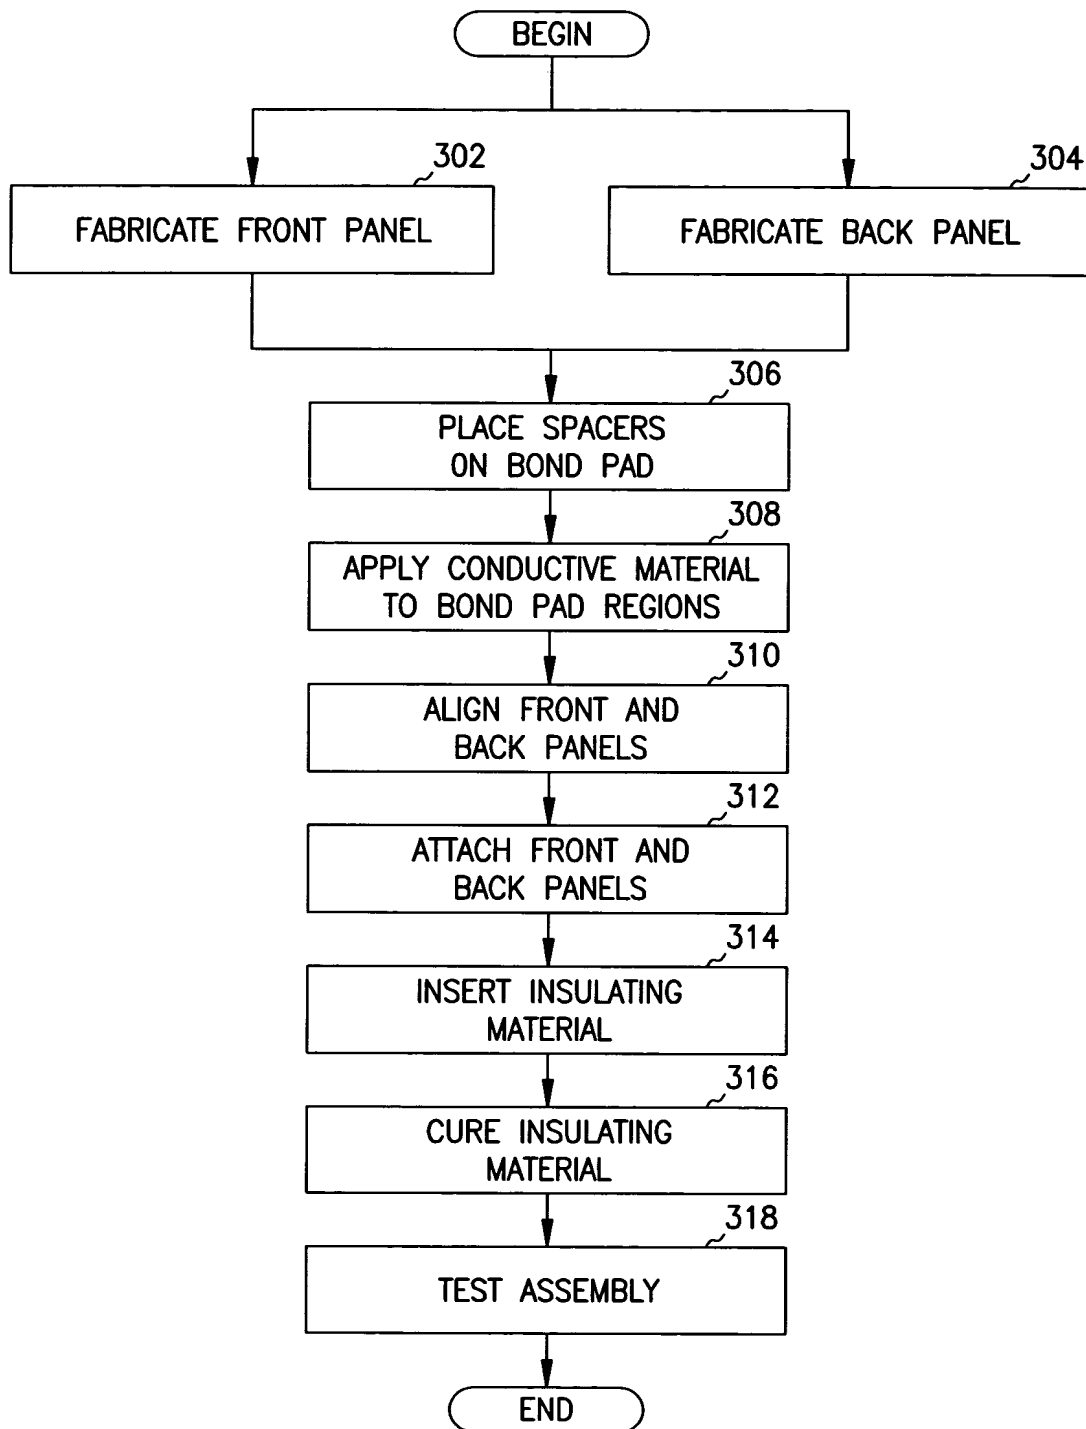 BEGIN
302
FABRICATE FRONT PANEL
304
FABRICATE BACK PANEL
306
PLACE SPACERS
ON BOND PAD
308
APPLY CONDUCTIVE MATERIAL
TO BOND PAD REGIONS
310
ALIGN FRONT AND
BACK PANELS
312
ATTACH FRONT AND
BACK PANELS
314
INSERT INSULATING
MATERIAL
316
CURE INSULATING
MATERIAL
318
TEST ASSEMBLY
END